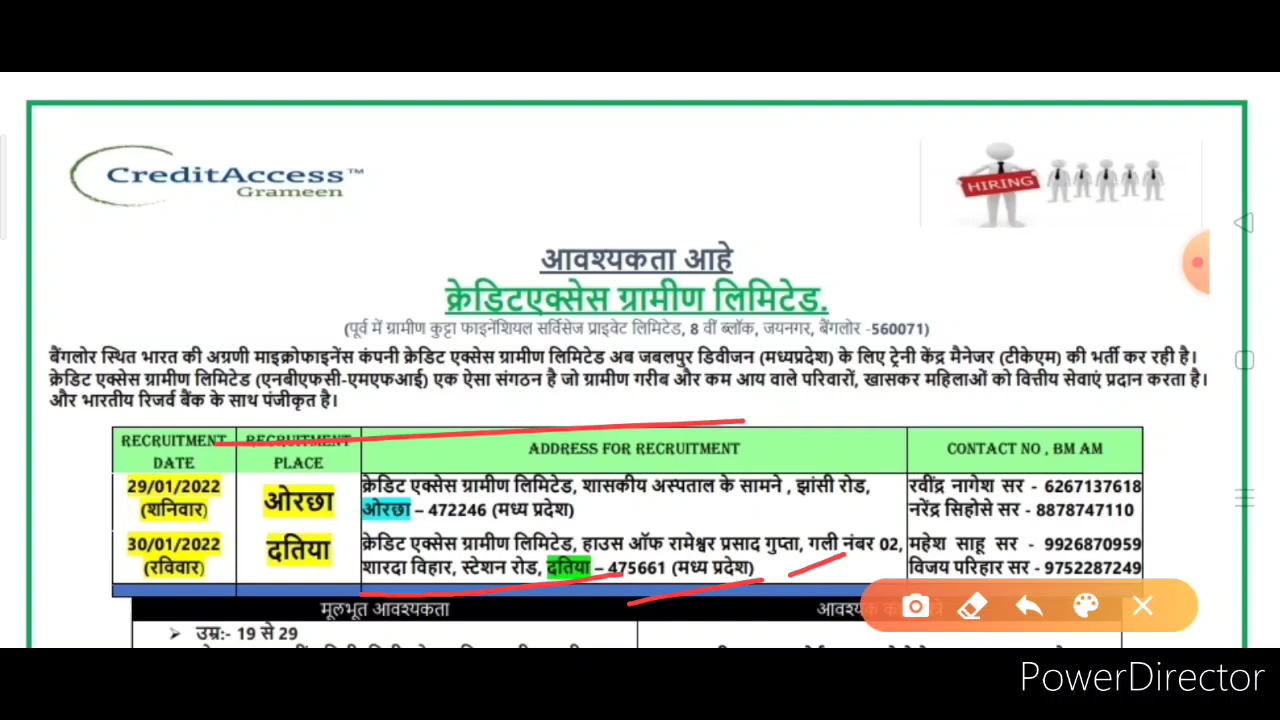 CreditAccess™
Grameen
HIRING
आवश्यकता आहे
क्रेडिटएक्सेस ग्रामीण लिमिटेड.
(पूर्व में ग्रामीण कुट्टा फाइनेंशियल सर्विसेज प्राइवेट लिमिटेड, 8 वीं ब्लॉक, जयनगर, बैंगलोर -560071)
बैंगलोर स्थित भारत की अग्रणी माइक्रोफाइनेंस कंपनी क्रेडिट एक्सेस ग्रामीण लिमिटेड अब जबलपुर डिवीजन (मध्यप्रदेश) के लिए ट्रेनी केंद्र मैनेजर (टीकेएम) की भर्ती कर रही है।
क्रेडिट एक्सेस ग्रामीण लिमिटेड (एनबीएफसी-एमएफआई) एक ऐसा संगठन है जो ग्रामीण गरीब और कम आय वाले परिवारों, खासकर महिलाओं को वित्तीय सेवाएं प्रदान करता है।
और भारतीय रिजर्व बैंक के साथ पंजीकृत है।
RECRUITMENT DATE RECRUITMENT PLACE ADDRESS FOR RECRUITMENT CONTACT NO , BM AM
29/01/2022 (शनिवार) ओरछा क्रेडिट एक्सेस ग्रामीण लिमिटेड, शासकीय अस्पताल के सामने , झांसी रोड, रवींद्र नागेश सर - 6267137618
ओरछा – 472246 (मध्य प्रदेश) नरेंद्र सिहोसे सर - 8878747110
30/01/2022 (रविवार) दतिया क्रेडिट एक्सेस ग्रामीण लिमिटेड, हाउस ऑफ रामेश्वर प्रसाद गुप्ता, गली नंबर 02, महेश साहू सर - 9926870959
शारदा विहार, स्टेशन रोड, दतिया – 475661 (मध्य प्रदेश) विजय परिहार सर - 9752287249
मूलभूत आवश्यकता
➢ उम्र:- 19 से 29
PowerDirector